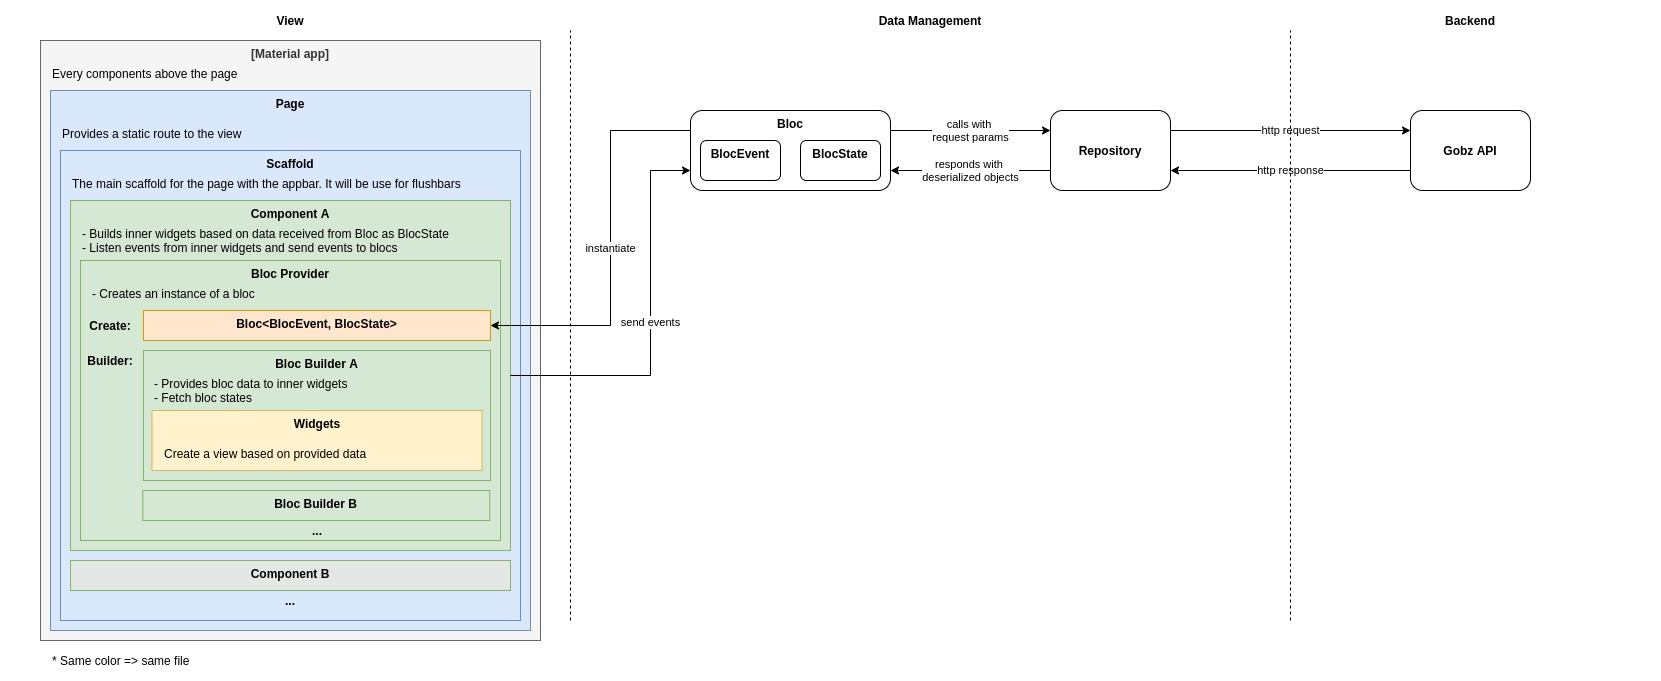 View
Data Management
Backend
[Material app]
Every components above the page
Page
Provides a static route to the view
Scaffold
The main scaffold for the page with the appbar. It will be use for flushbars
Component A
- Builds inner widgets based on data received from Bloc as BlocState
- Listen events from inner widgets and send events to blocs
Bloc Provider
- Creates an instance of a bloc
Create:
Bloc<BlocEvent, BlocState>
Builder:
Bloc Builder A
- Provides bloc data to inner widgets
- Fetch bloc states
Widgets
Create a view based on provided data
Bloc Builder B
...
Component B
...
* Same color => same file
instantiate
send events
Bloc
BlocEvent
BlocState
calls with
request params
responds with
deserialized objects
Repository
http request
http response
Gobz API